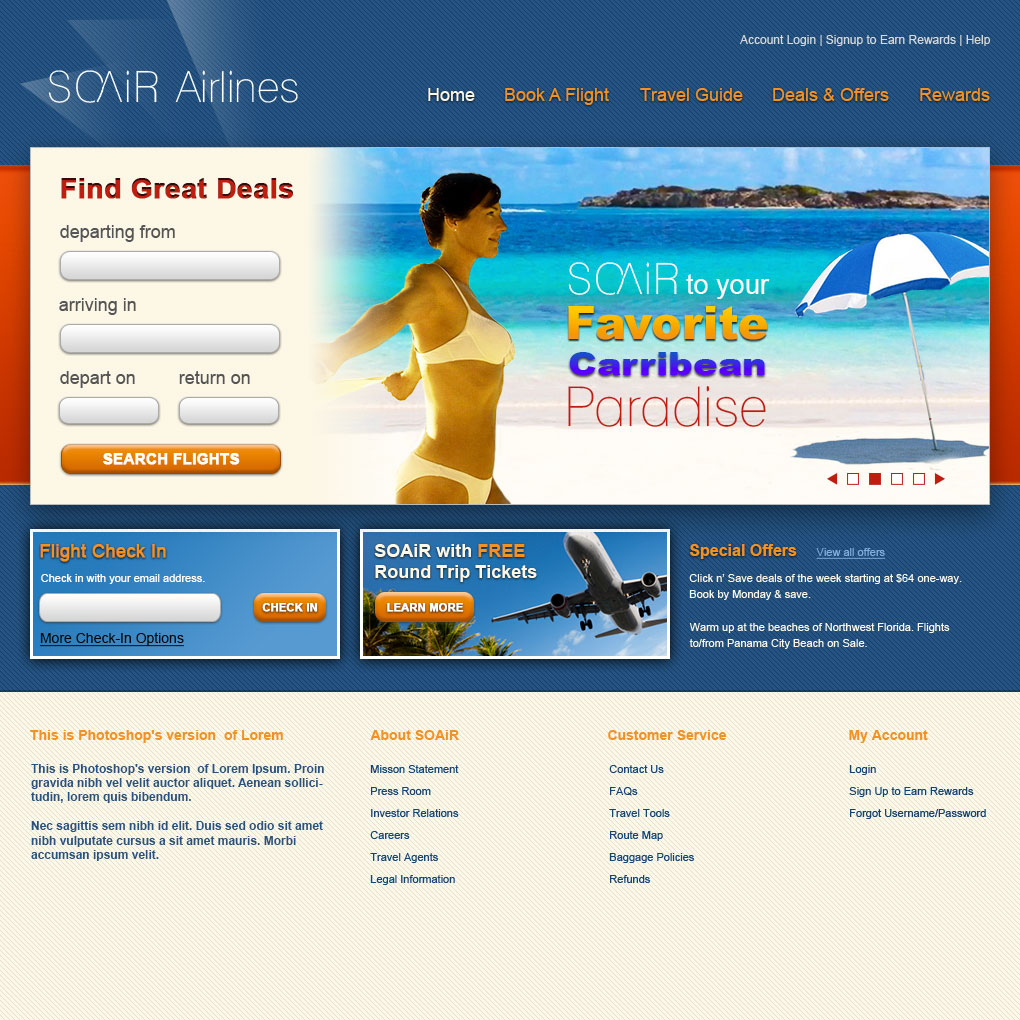 Account Login | Signup to Earn Rewards | Help
SOAiR Airlines
Home Book A Flight Travel Guide Deals & Offers Rewards
Find Great Deals
departing from
arriving in
depart on return on
SEARCH FLIGHTS
SOAiR to your
Favorite
Carribean
Paradise
Flight Check In
Check in with your email address.
CHECK IN
More Check-In Options
SOAiR with FREE
Round Trip Tickets
LEARN MORE
Special Offers View all offers
Click n' Save deals of the week starting at $64 one-way.
Book by Monday & save.
Warm up at the beaches of Northwest Florida. Flights
to/from Panama City Beach on Sale.
This is Photoshop's version of Lorem
This is Photoshop's version of Lorem Ipsum. Proin
gravida nibh vel velit auctor aliquet. Aenean sollici-
tudin, lorem quis bibendum.
Nec sagittis sem nibh id elit. Duis sed odio sit amet
nibh vulputate cursus a sit amet mauris. Morbi
accumsan ipsum velit.
About SOAiR
Misson Statement
Press Room
Investor Relations
Careers
Travel Agents
Legal Information
Customer Service
Contact Us
FAQs
Travel Tools
Route Map
Baggage Policies
Refunds
My Account
Login
Sign Up to Earn Rewards
Forgot Username/Password